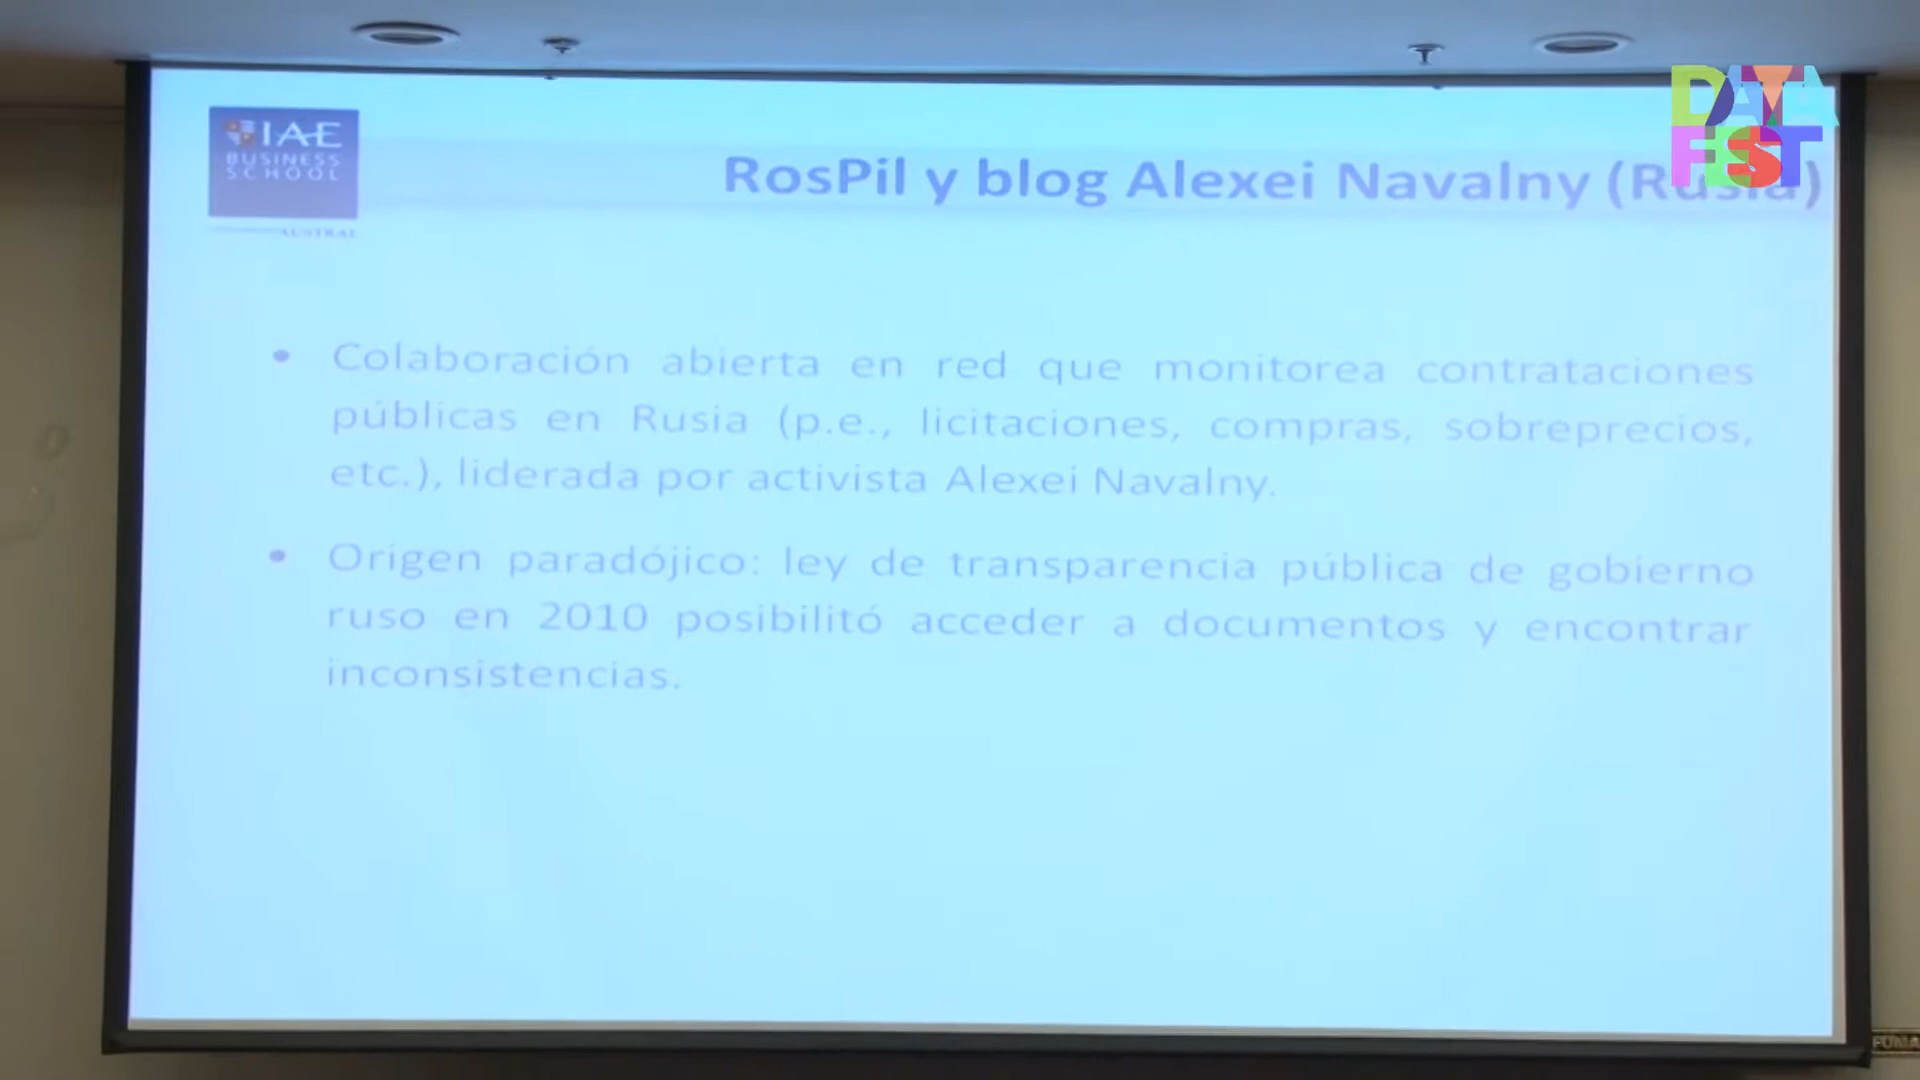 DATA
FEST
IAE
BUSINESS
SCHOOL
AUSTRAL
RosPil y blog Alexei Navalny (Rusia)
• Colaboración abierta en red que monitorea contrataciones
públicas en Rusia (p.e., licitaciones, compras, sobreprecios,
etc.), liderada por activista Alexei Navalny.
• Origen paradójico: ley de transparencia pública de gobierno
ruso en 2010 posibilitó acceder a documentos y encontrar
inconsistencias.